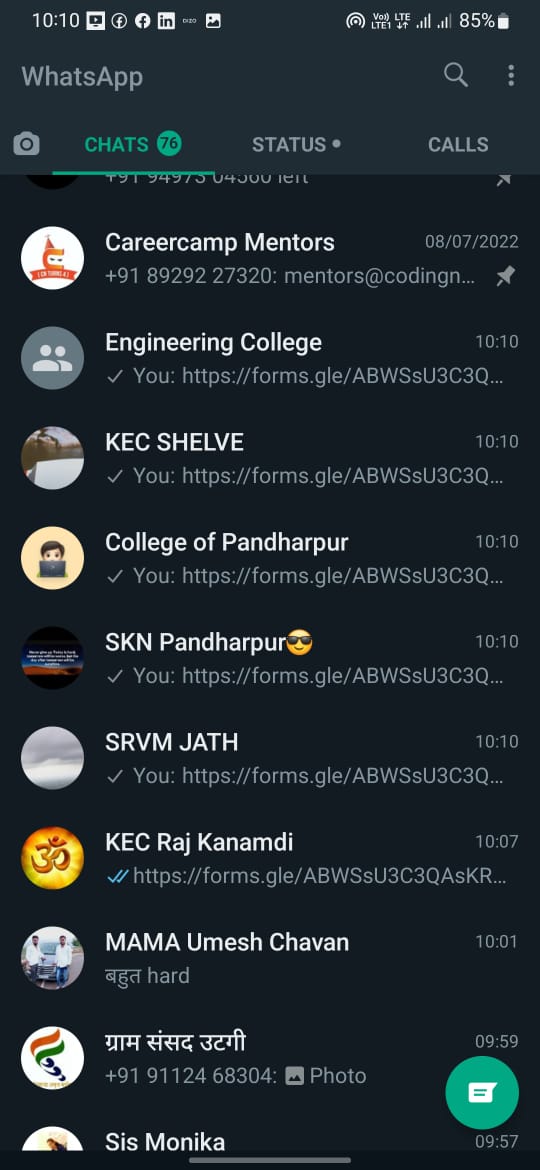 10:10
Vo)) LTE
LTE1
85%
WhatsApp
CHATS 76
STATUS
CALLS
+91 94973 04560 left
Careercamp Mentors
08/07/2022
+91 89292 27320: mentors@codingn...
Engineering College
10:10
You: https://forms.gle/ABWSsU3C3Q...
KEC SHELVE
10:10
You: https://forms.gle/ABWSsU3C3Q...
College of Pandharpur
10:10
You: https://forms.gle/ABWSsU3C3Q...
SKN Pandharpur😎
10:10
You: https://forms.gle/ABWSsU3C3Q...
SRVM JATH
10:10
You: https://forms.gle/ABWSsU3C3Q...
KEC Raj Kanamdi
10:07
https://forms.gle/ABWSsU3C3QAsKR...
MAMA Umesh Chavan
10:01
बहुत hard
ग्राम संसद उटगी
09:59
+91 91124 68304: Photo
Sis Monika
09:57